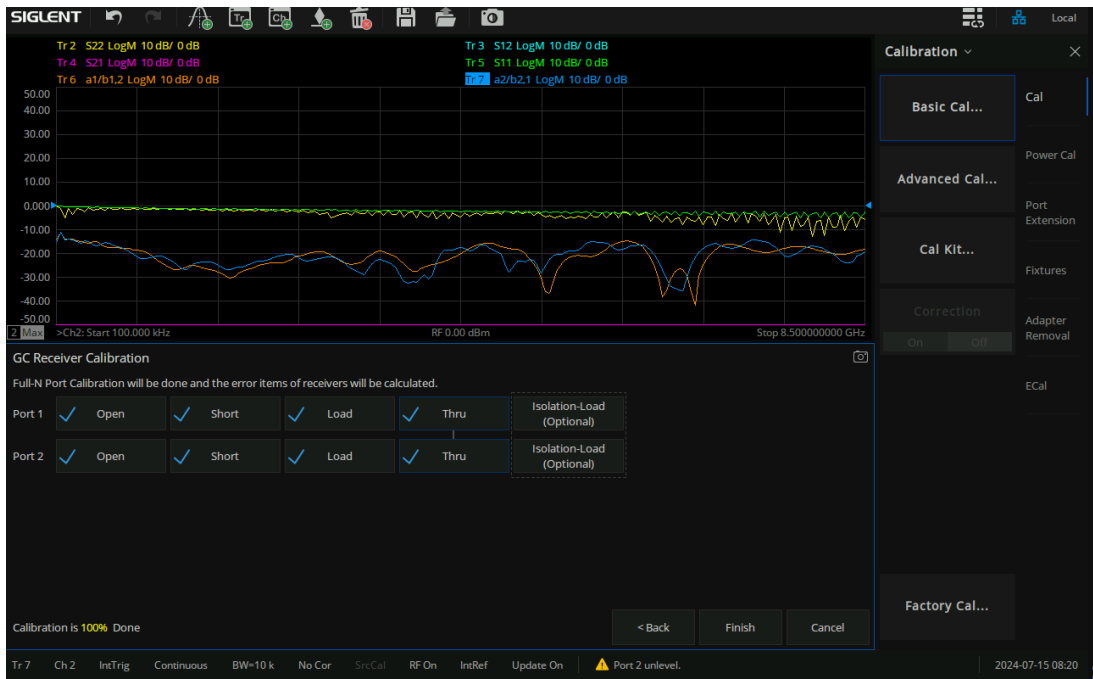 SIGLENT
Tr
Ch
Local
Tr 2 S22 LogM 10 dB/ 0 dB
Tr 3 S12 LogM 10 dB/ 0 dB
Tr 4 S21 LogM 10 dB/ 0 dB
Tr 5 S11 LogM 10 dB/ 0 dB
Tr 6 a1/b1,2 LogM 10 dB/ 0 dB
Tr 7 a2/b2,1 LogM 10 dB/ 0 dB
50.00
40.00
30.00
20.00
10.00
0.000
-10.00
-20.00
-30.00
-40.00
-50.00
2 Max >Ch2: Start 100.000 kHz
RF 0.00 dBm
Stop 8.500000000 GHz
GC Receiver Calibration
Full-N Port Calibration will be done and the error items of receivers will be calculated.
Port 1 Open Short Load Thru
Isolation-Load
(Optional)
Port 2 Open Short Load Thru
Isolation-Load
(Optional)
Calibration is 100% Done
< Back
Finish
Cancel
Calibration
Basic Cal...
Advanced Cal...
Cal Kit...
Correction
On Off
Factory Cal...
Cal
Power Cal
Port
Extension
Fixtures
Adapter
Removal
ECal
Tr 7 Ch 2 IntTrig Continuous BW=10 k No Cor SrcCal RF On IntRef Update On Port 2 unlevel. 2024-07-15 08:20